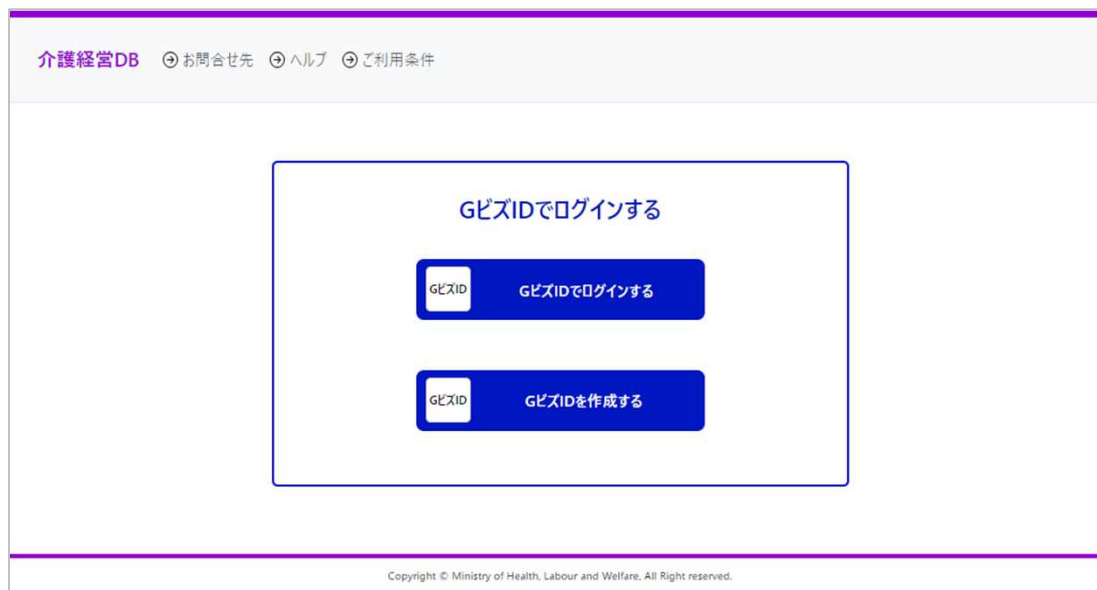 介護経営DB お問合せ先 ヘルプ ご利用条件
GビズIDでログインする
GビズID GビズIDでログインする
GビズID GビズIDを作成する
Copyright © Ministry of Health, Labour and Welfare, All Right reserved.